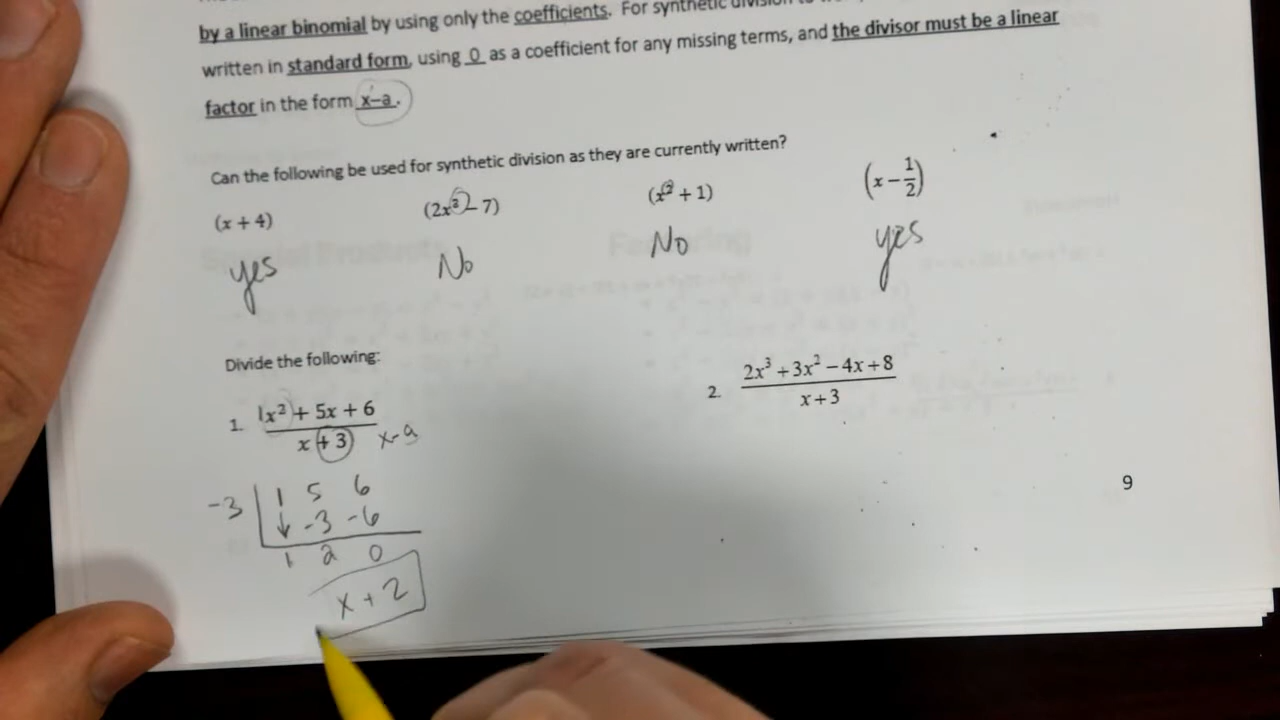 by a linear binomial by using only the coefficients. For synthetic division
written in standard form, using 0 as a coefficient for any missing terms, and the divisor must be a linear
factor in the form x–a.
Can the following be used for synthetic division as they are currently written?
(x + 4) (2x³ – 7) (x² + 1) (x – 1/2)
yes No No yes
Divide the following:
1. 1x² + 5x + 6 / x + 3 x-a
2. 2x³ + 3x² – 4x + 8 / x + 3
-3 1 5 6
↓ -3 -6
1 2 0
x + 2
9